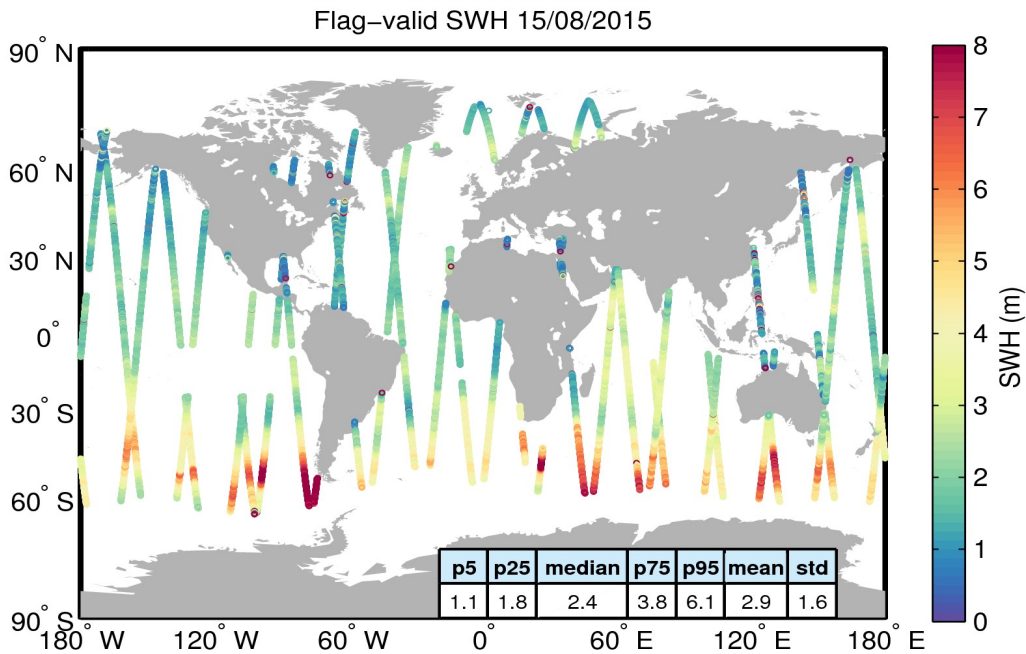 Flag−valid SWH 15/08/2015
90° N
60° N
30° N
0°
30° S
60° S
90° S
180° W
120° W
60° W
0°
60° E
120° E
180° E
p5 p25 median p75 p95 mean std
1.1 1.8 2.4 3.8 6.1 2.9 1.6
8
7
6
5
4
3
2
1
0
SWH (m)